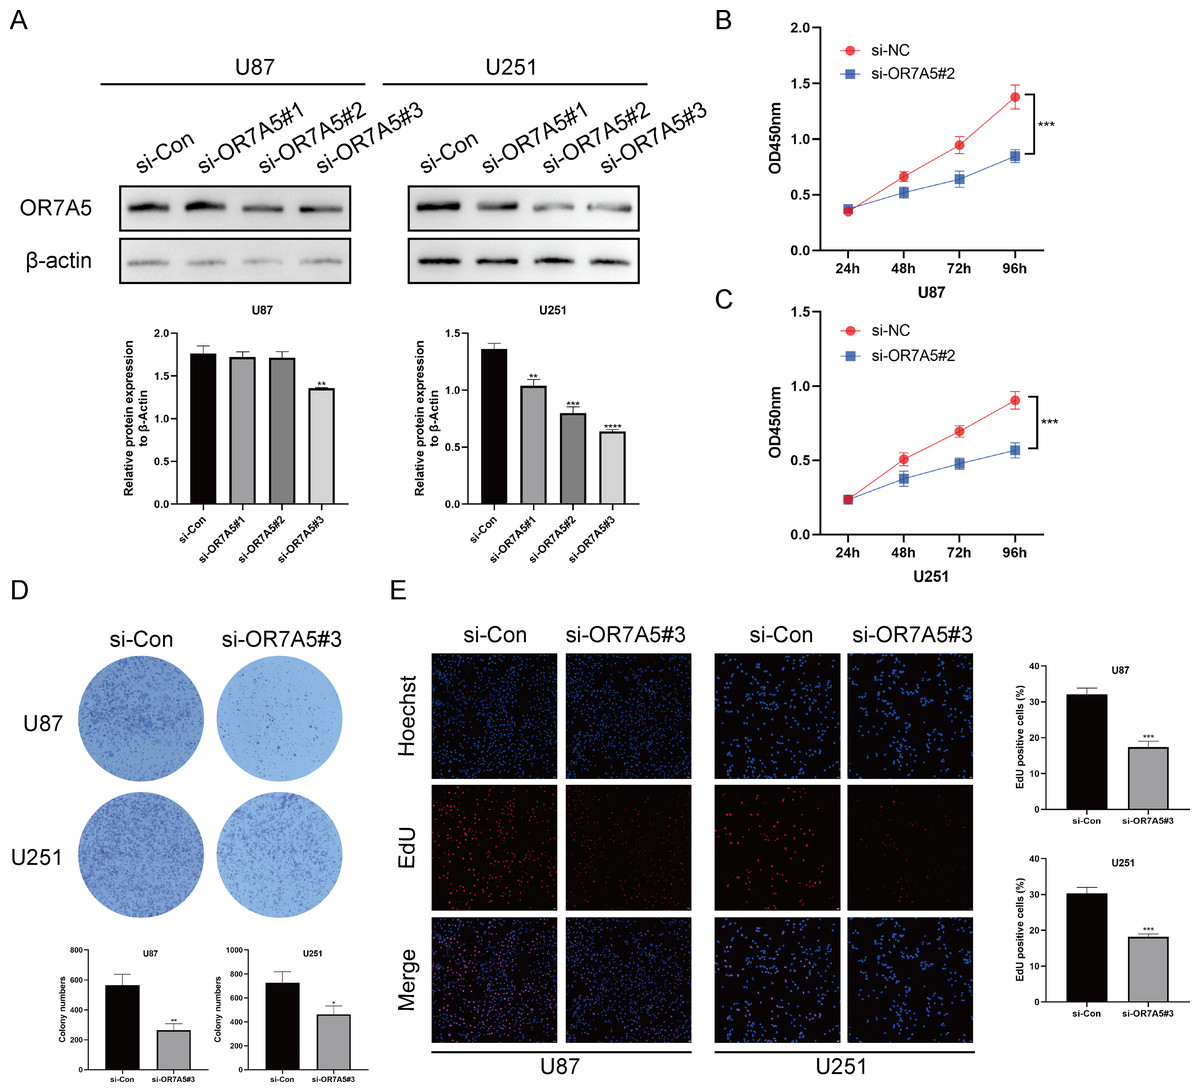 A
U87
U251
si-Con
si-OR7A5#1
si-OR7A5#2
si-OR7A5#3
si-Con
si-OR7A5#1
si-OR7A5#2
si-OR7A5#3
OR7A5
β-actin
U87
Relative protein expression
to β-Actin
2.0
1.5
1.0
0.5
0.0
**
si-Con
si-OR7A5#1
si-OR7A5#2
si-OR7A5#3
U251
Relative protein expression
to β-Actin
1.5
1.0
0.5
0.0
**
***
****
si-Con
si-OR7A5#1
si-OR7A5#2
si-OR7A5#3
B
OD450nm
2.0
1.5
1.0
0.5
0.0
si-NC
si-OR7A5#2
***
24h
48h
72h
96h
U87
C
OD450nm
1.5
1.0
0.5
0.0
si-NC
si-OR7A5#2
***
24h
48h
72h
96h
U251
D
si-Con
si-OR7A5#3
U87
U251
U87
Colony numbers
800
600
400
200
0
**
si-Con
si-OR7A5#3
U251
Colony numbers
1000
800
600
400
200
0
*
si-Con
si-OR7A5#3
E
si-Con
si-OR7A5#3
si-Con
si-OR7A5#3
Hoechst
EdU
Merge
U87
U251
U87
EdU positive cells (%)
40
30
20
10
0
***
si-Con
si-OR7A5#3
U251
EdU positive cells (%)
40
30
20
10
0
***
si-Con
si-OR7A5#3